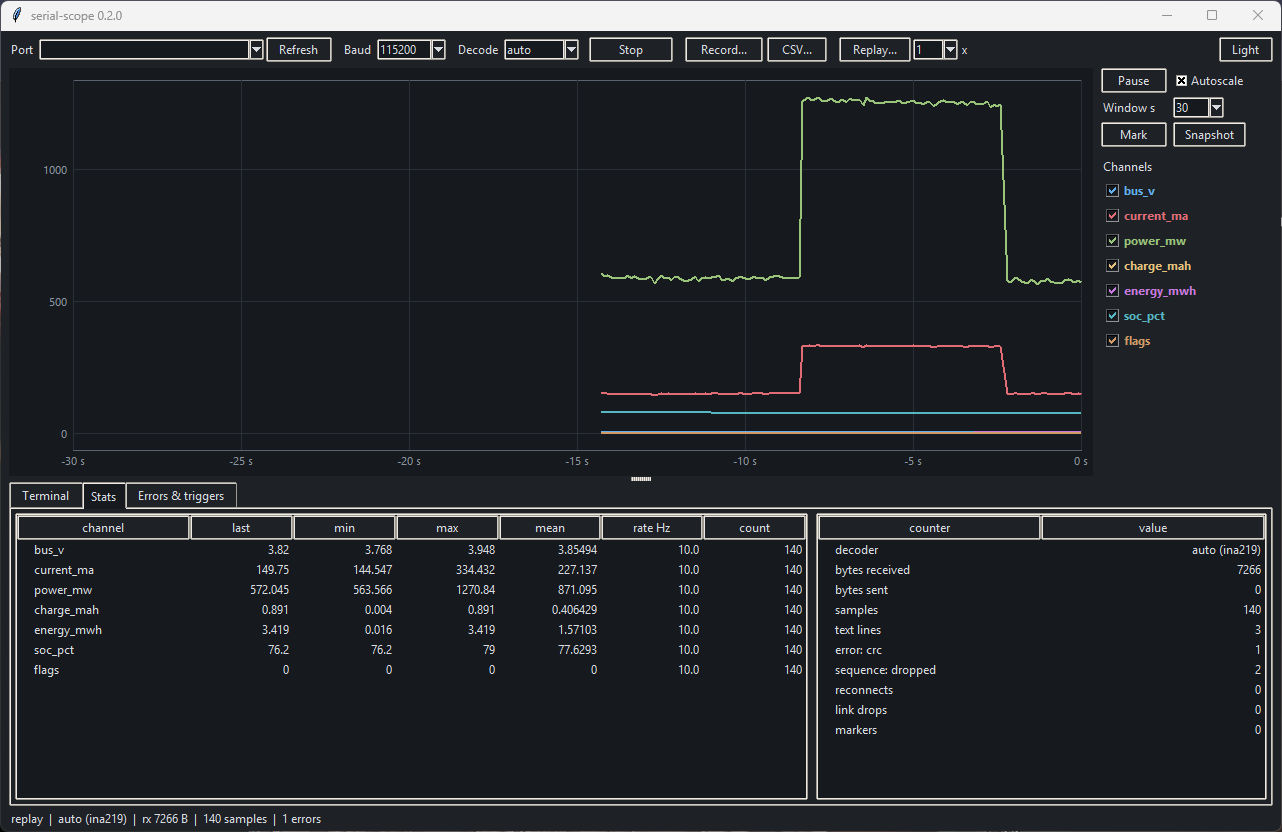 serial-scope 0.2.0
Port Refresh Baud 115200 Decode auto Stop Record... CSV... Replay... 1 x Light
Pause Autoscale
Window s 30
Mark Snapshot
Channels
bus_v
current_ma
power_mw
charge_mah
energy_mwh
soc_pct
flags
1000
500
0
-30 s -25 s -20 s -15 s -10 s -5 s 0 s
Terminal Stats Errors & triggers
channel last min max mean rate Hz count
bus_v 3.82 3.768 3.948 3.85494 10.0 140
current_ma 149.75 144.547 334.432 227.137 10.0 140
power_mw 572.045 563.566 1270.84 871.095 10.0 140
charge_mah 0.891 0.004 0.891 0.406429 10.0 140
energy_mwh 3.419 0.016 3.419 1.57103 10.0 140
soc_pct 76.2 76.2 79 77.6293 10.0 140
flags 0 0 0 0 10.0 140
counter value
decoder auto (ina219)
bytes received 7266
bytes sent 0
samples 140
text lines 3
error: crc 1
sequence: dropped 2
reconnects 0
link drops 0
markers 0
replay | auto (ina219) | rx 7266 B | 140 samples | 1 errors